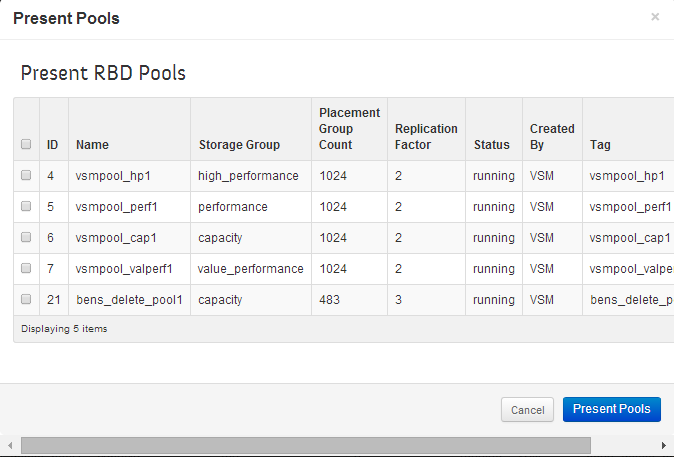 Present Pools
×
Present RBD Pools
ID Name Storage Group Placement Group Count Replication Factor Status Created By Tag
4 vsmpool_hp1 high_performance 1024 2 running VSM vsmpool_hp1
5 vsmpool_perf1 performance 1024 2 running VSM vsmpool_perf1
6 vsmpool_cap1 capacity 1024 2 running VSM vsmpool_cap1
7 vsmpool_valperf1 value_performance 1024 2 running VSM vsmpool_valpe
21 bens_delete_pool1 capacity 483 3 running VSM bens_delete_p
Displaying 5 items
Cancel Present Pools